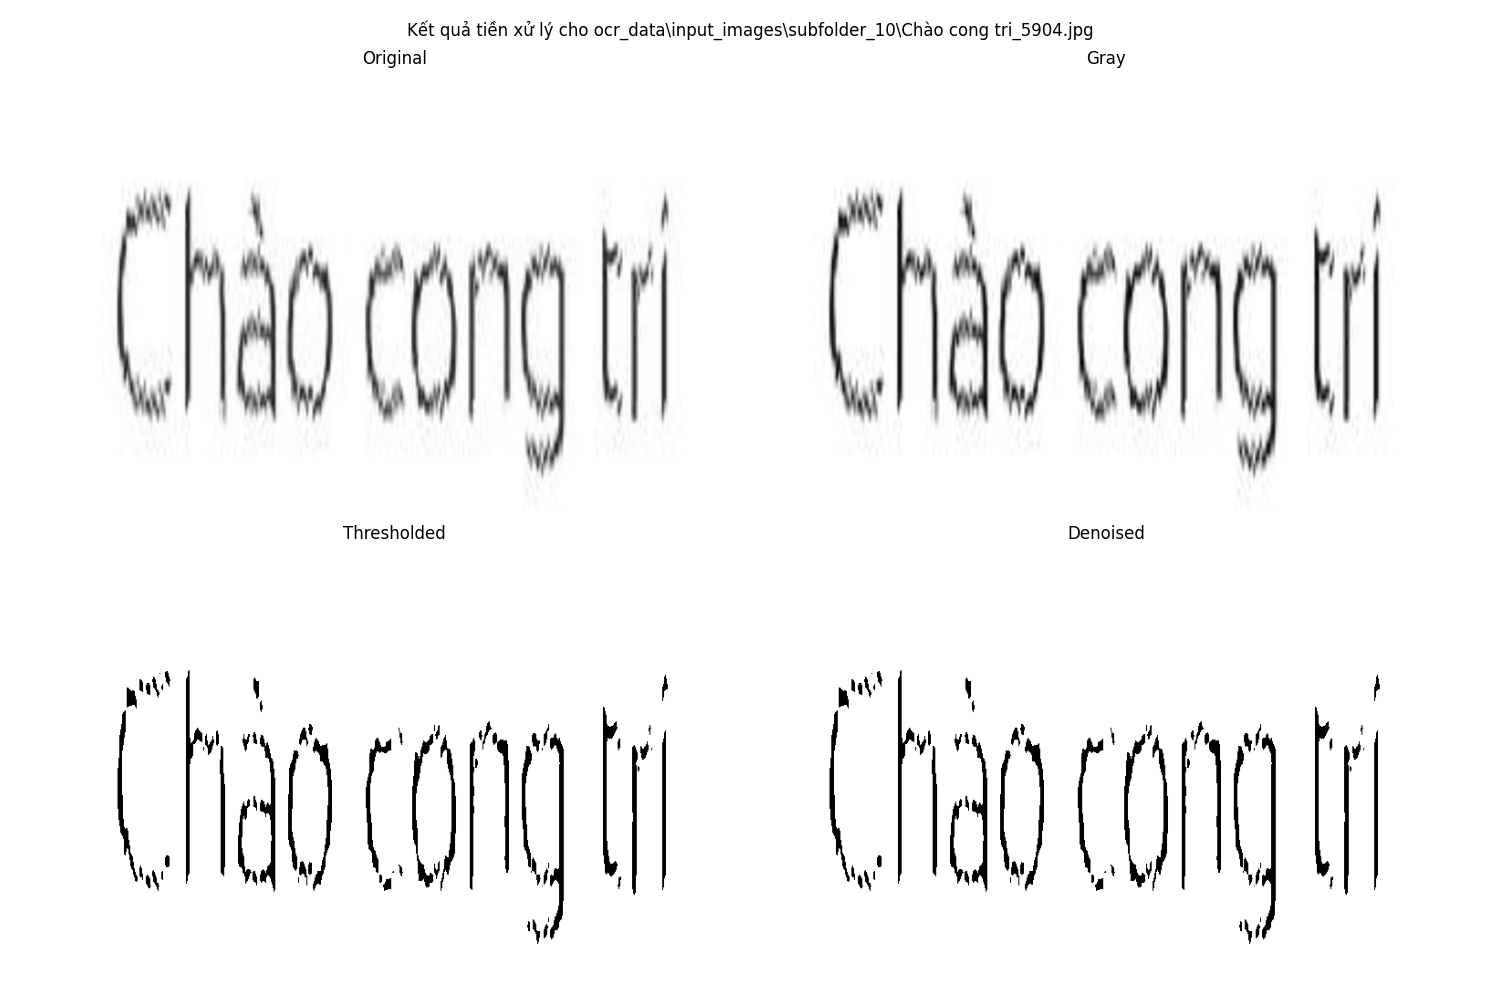 Kết quả tiền xử lý cho ocr_data\input_images\subfolder_10\Chào cong tri_5904.jpg
Original
Gray
Chào cong tri
Chào cong tri
Thresholded
Denoised
Chào cong tri
Chào cong tri